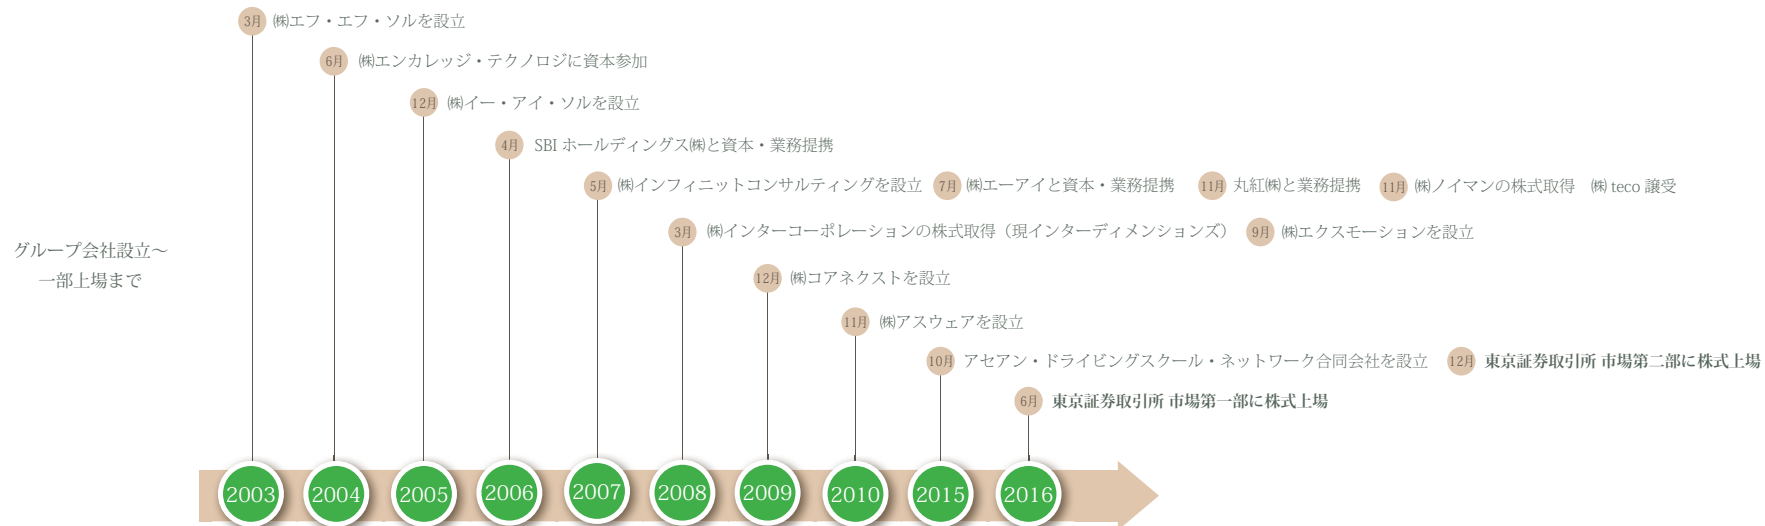 3月 ㈱エフ・エフ・ソルを設立
6月 ㈱エンカレッジ・テクノロジに資本参加
12月 ㈱イー・アイ・ソルを設立
4月 SBI ホールディングス㈱と資本・業務提携
5月 ㈱インフィニットコンサルティングを設立 7月 ㈱エーアイと資本・業務提携 11月 丸紅㈱と業務提携 11月 ㈱ノイマンの株式取得　㈱ teco 譲受
3月 ㈱インターコーポレーションの株式取得（現インターディメンションズ） 9月 ㈱エクスモーションを設立
グループ会社設立〜
一部上場まで
12月 ㈱コアネクストを設立
11月 ㈱アスウェアを設立
10月 アセアン・ドライビングスクール・ネットワーク合同会社を設立 12月 東京証券取引所 市場第二部に株式上場
6月 東京証券取引所 市場第一部に株式上場
2003 2004 2005 2006 2007 2008 2009 2010 2015 2016